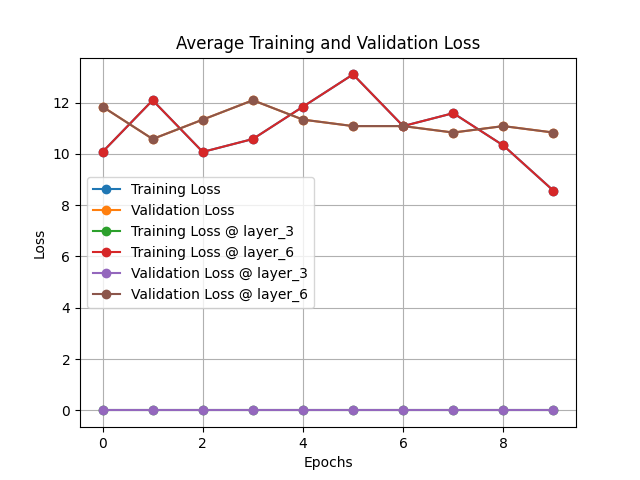 Average Training and Validation Loss
Loss
12
10
8
6
4
2
0
Training Loss
Validation Loss
Training Loss @ layer_3
Training Loss @ layer_6
Validation Loss @ layer_3
Validation Loss @ layer_6
0 2 4 6 8
Epochs